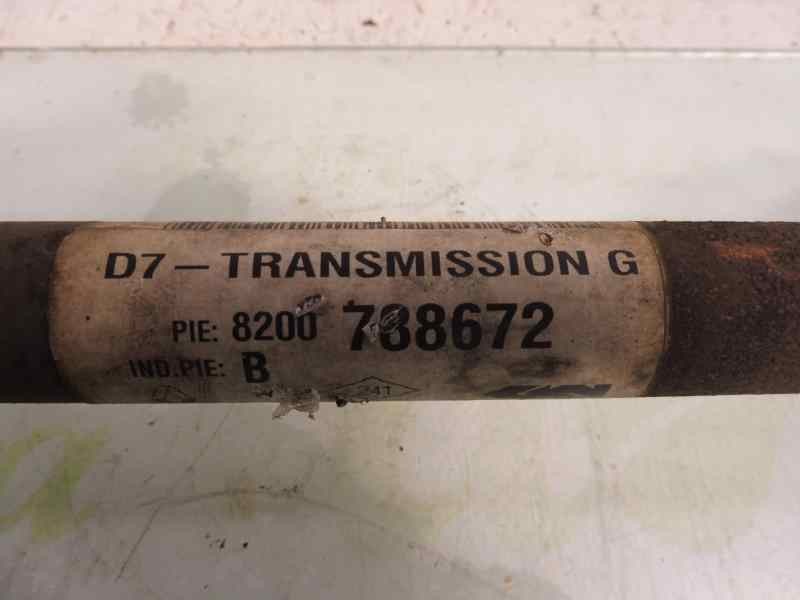 D7 – TRANSMISSION G
PIE: 8200 788672
IND.PIE: B